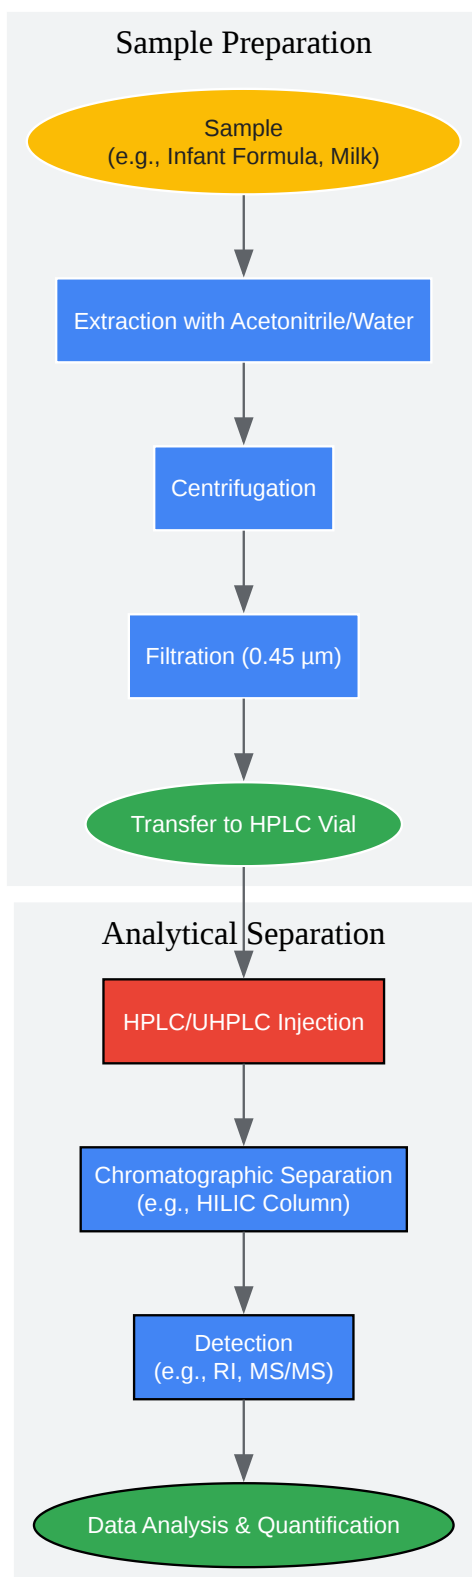 Sample Preparation
Sample
(e.g., Infant Formula, Milk)
Extraction with Acetonitrile/Water
Centrifugation
Filtration (0.45 µm)
Transfer to HPLC Vial
Analytical Separation
HPLC/UHPLC Injection
Chromatographic Separation
(e.g., HILIC Column)
Detection
(e.g., RI, MS/MS)
Data Analysis & Quantification